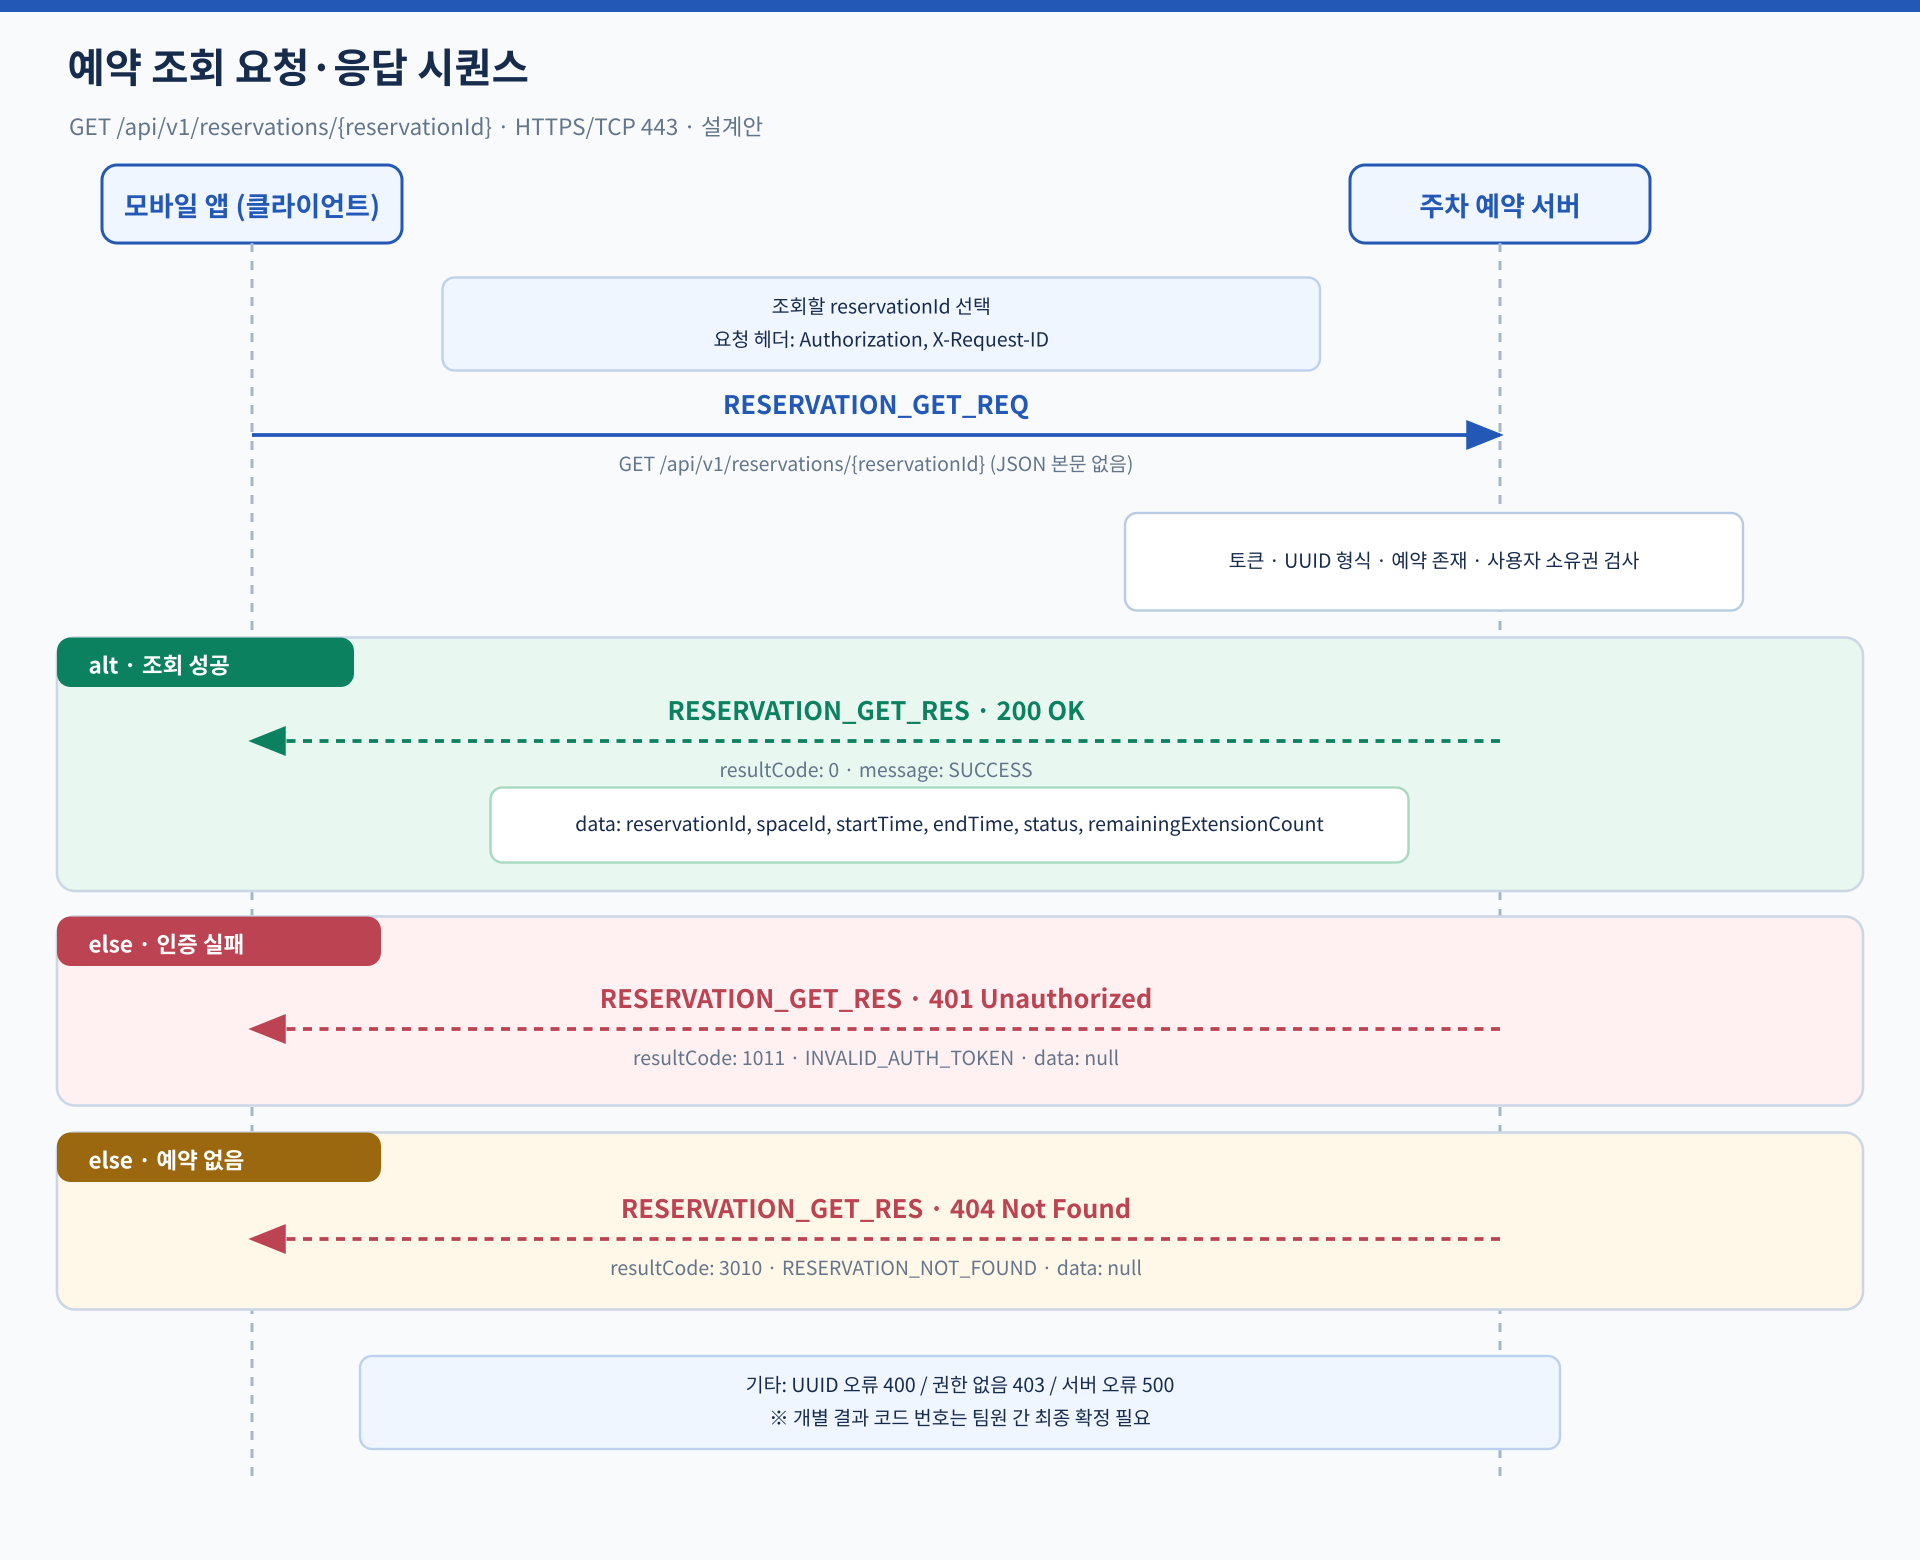 예약 조회 요청·응답 시퀀스
GET /api/v1/reservations/{reservationId} · HTTPS/TCP 443 · 설계안
모바일 앱 (클라이언트)
주차 예약 서버
조회할 reservationId 선택
요청 헤더: Authorization, X-Request-ID
RESERVATION_GET_REQ
GET /api/v1/reservations/{reservationId} (JSON 본문 없음)
토큰 · UUID 형식 · 예약 존재 · 사용자 소유권 검사
alt · 조회 성공
RESERVATION_GET_RES · 200 OK
resultCode: 0 · message: SUCCESS
data: reservationId, spaceId, startTime, endTime, status, remainingExtensionCount
else · 인증 실패
RESERVATION_GET_RES · 401 Unauthorized
resultCode: 1011 · INVALID_AUTH_TOKEN · data: null
else · 예약 없음
RESERVATION_GET_RES · 404 Not Found
resultCode: 3010 · RESERVATION_NOT_FOUND · data: null
기타: UUID 오류 400 / 권한 없음 403 / 서버 오류 500
※ 개별 결과 코드 번호는 팀원 간 최종 확정 필요